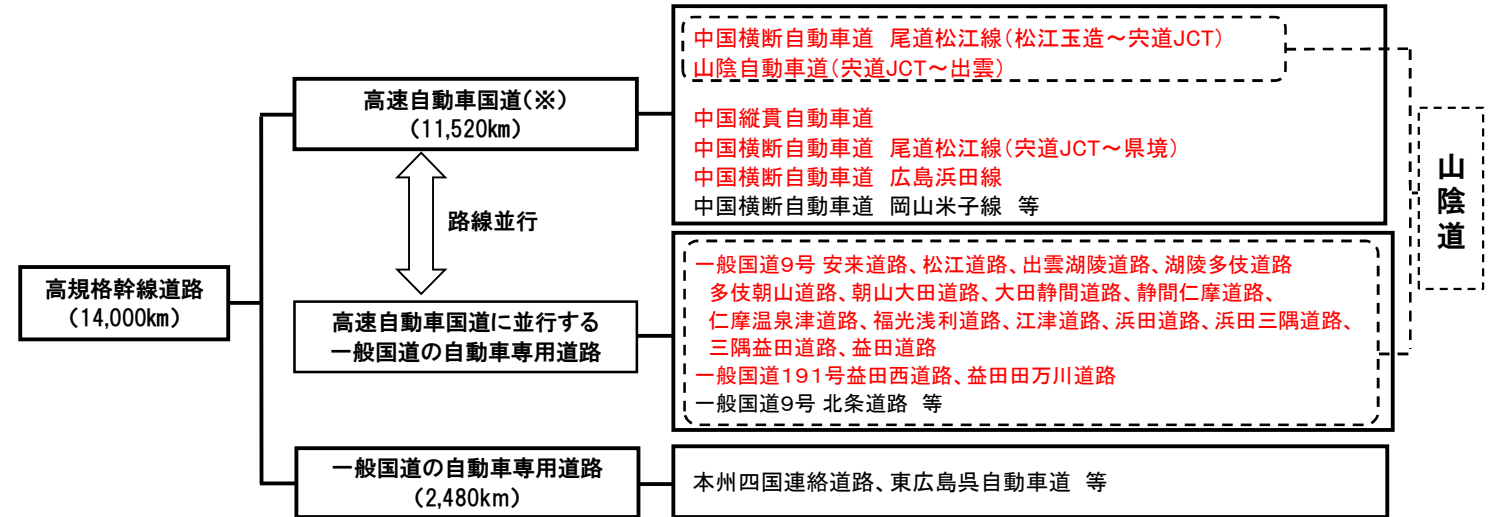 高規格幹線道路
(14,000km)
高速自動車国道(※)
(11,520km)
路線並行
高速自動車国道に並行する
一般国道の自動車専用道路
一般国道の自動車専用道路
(2,480km)
中国横断自動車道 尾道松江線(松江玉造～宍道JCT)
山陰自動車道(宍道JCT～出雲)
中国縦貫自動車道
中国横断自動車道 尾道松江線(宍道JCT～県境)
中国横断自動車道 広島浜田線
中国横断自動車道 岡山米子線 等
一般国道9号 安来道路、松江道路、出雲湖陵道路、湖陵多伎道路
多伎朝山道路、朝山大田道路、大田静間道路、静間仁摩道路、
仁摩温泉津道路、福光浅利道路、江津道路、浜田道路、浜田三隅道路、
三隅益田道路、益田道路
一般国道191号益田西道路、益田田万川道路
一般国道9号 北条道路 等
本州四国連絡道路、東広島呉自動車道 等
山陰道